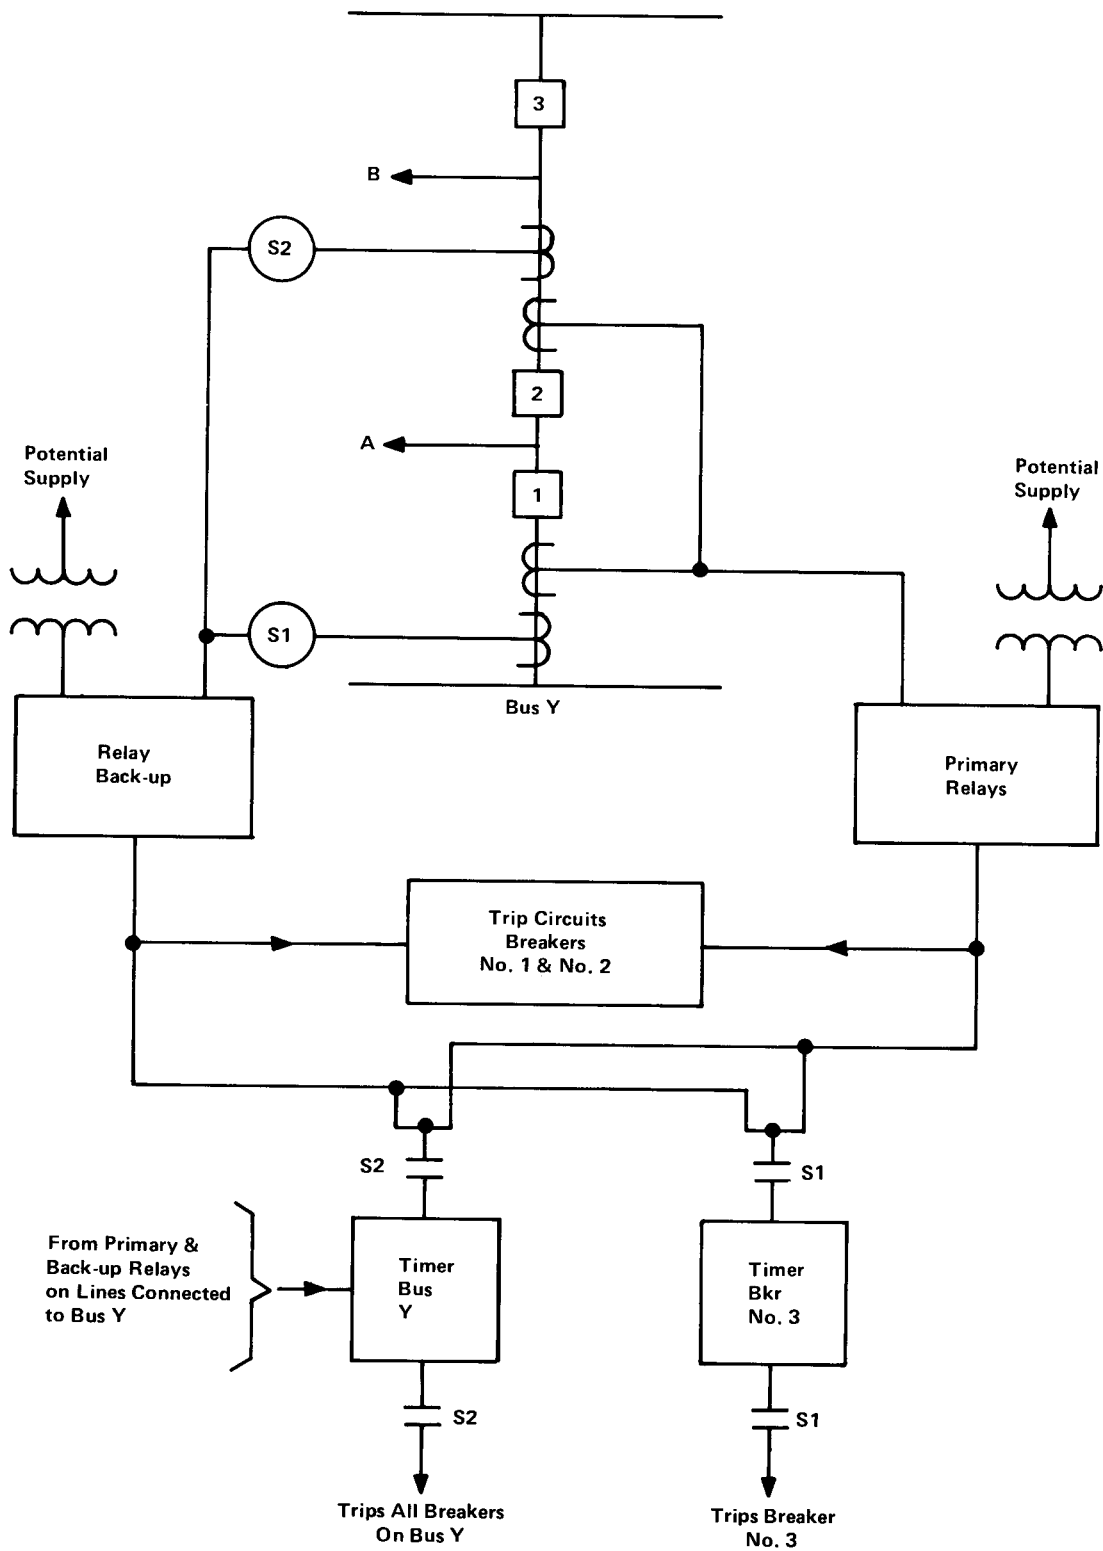 3
B
S2
2
A
1
Potential
Supply
Potential
Supply
S1
Bus Y
Relay
Back-up
Primary
Relays
Trip Circuits
Breakers
No. 1 & No. 2
S2
S1
From Primary &
Back-up Relays
on Lines Connected
to Bus Y
Timer
Bus
Y
Timer
Bkr
No. 3
S2
S1
Trips All Breakers
On Bus Y
Trips Breaker
No. 3